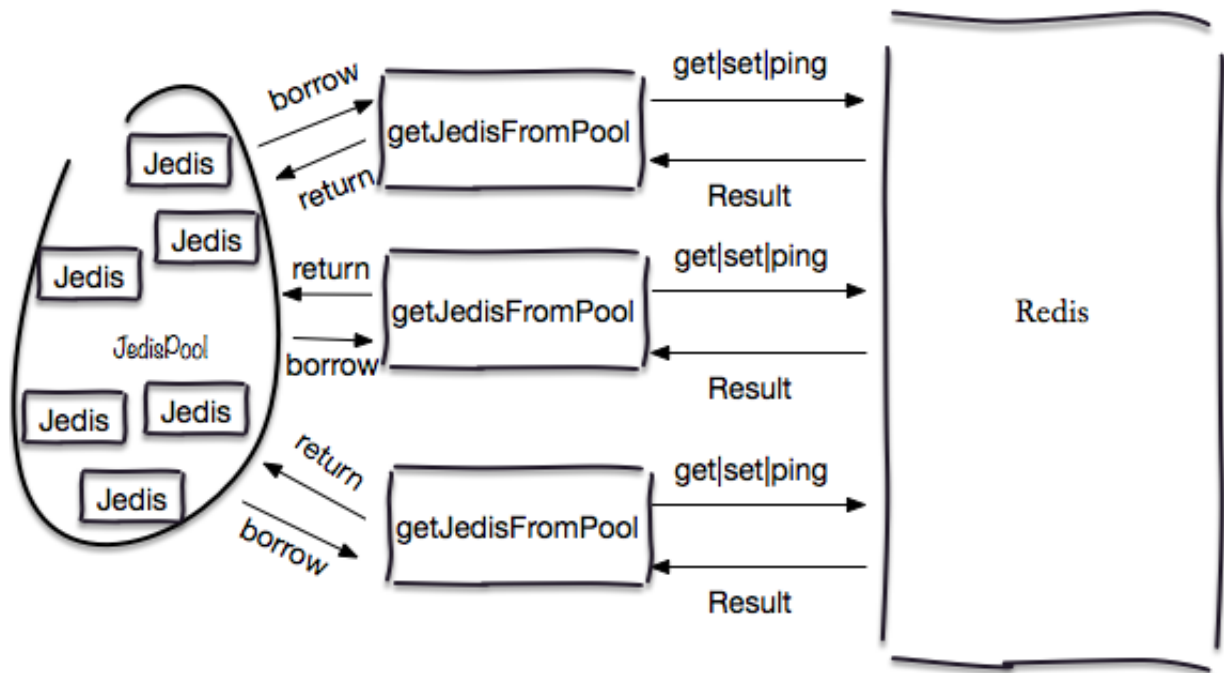 get|set|ping
borrow
getJedisFromPool
Jedis
return
Result
Jedis
get|set|ping
Jedis
return
getJedisFromPool
Redis
JedisPool
borrow
Result
Jedis
Jedis
return
get|set|ping
Jedis
getJedisFromPool
borrow
Result